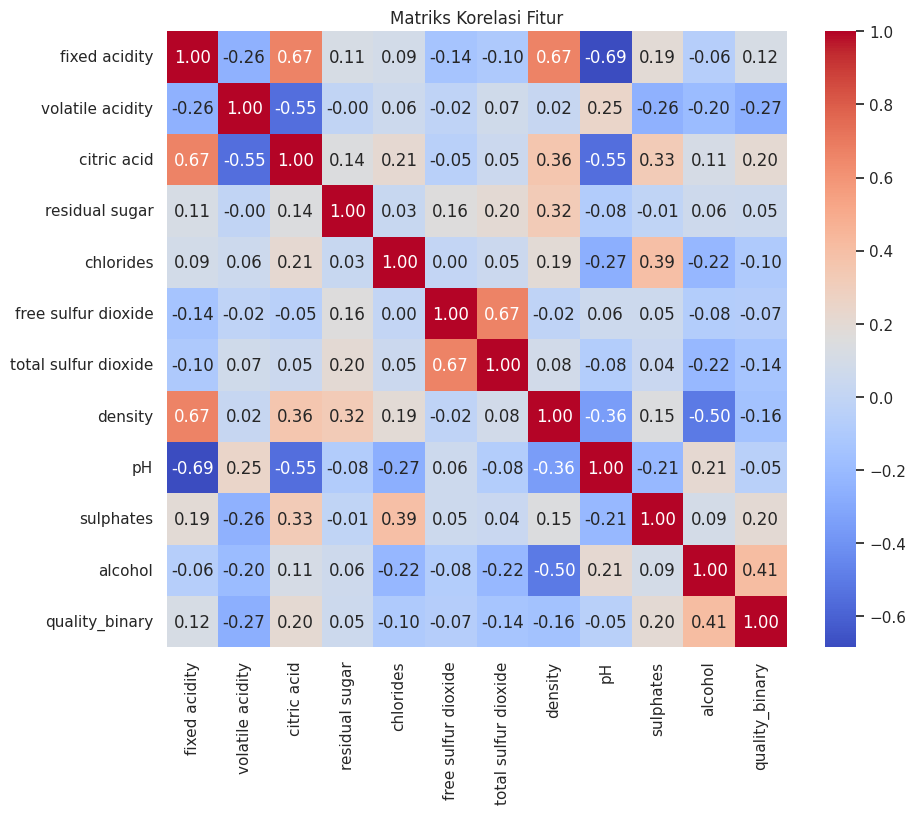 Matriks Korelasi Fitur
fixed acidity 1.00 -0.26 0.67 0.11 0.09 -0.14 -0.10 0.67 -0.69 0.19 -0.06 0.12
volatile acidity -0.26 1.00 -0.55 -0.00 0.06 -0.02 0.07 0.02 0.25 -0.26 -0.20 -0.27
citric acid 0.67 -0.55 1.00 0.14 0.21 -0.05 0.05 0.36 -0.55 0.33 0.11 0.20
residual sugar 0.11 -0.00 0.14 1.00 0.03 0.16 0.20 0.32 -0.08 -0.01 0.06 0.05
chlorides 0.09 0.06 0.21 0.03 1.00 0.00 0.05 0.19 -0.27 0.39 -0.22 -0.10
free sulfur dioxide -0.14 -0.02 -0.05 0.16 0.00 1.00 0.67 -0.02 0.06 0.05 -0.08 -0.07
total sulfur dioxide -0.10 0.07 0.05 0.20 0.05 0.67 1.00 0.08 -0.08 0.04 -0.22 -0.14
density 0.67 0.02 0.36 0.32 0.19 -0.02 0.08 1.00 -0.36 0.15 -0.50 -0.16
pH -0.69 0.25 -0.55 -0.08 -0.27 0.06 -0.08 -0.36 1.00 -0.21 0.21 -0.05
sulphates 0.19 -0.26 0.33 -0.01 0.39 0.05 0.04 0.15 -0.21 1.00 0.09 0.20
alcohol -0.06 -0.20 0.11 0.06 -0.22 -0.08 -0.22 -0.50 0.21 0.09 1.00 0.41
quality_binary 0.12 -0.27 0.20 0.05 -0.10 -0.07 -0.14 -0.16 -0.05 0.20 0.41 1.00
fixed acidity
volatile acidity
citric acid
residual sugar
chlorides
free sulfur dioxide
total sulfur dioxide
density
pH
sulphates
alcohol
quality_binary
1.0
0.8
0.6
0.4
0.2
0.0
−0.2
−0.4
−0.6